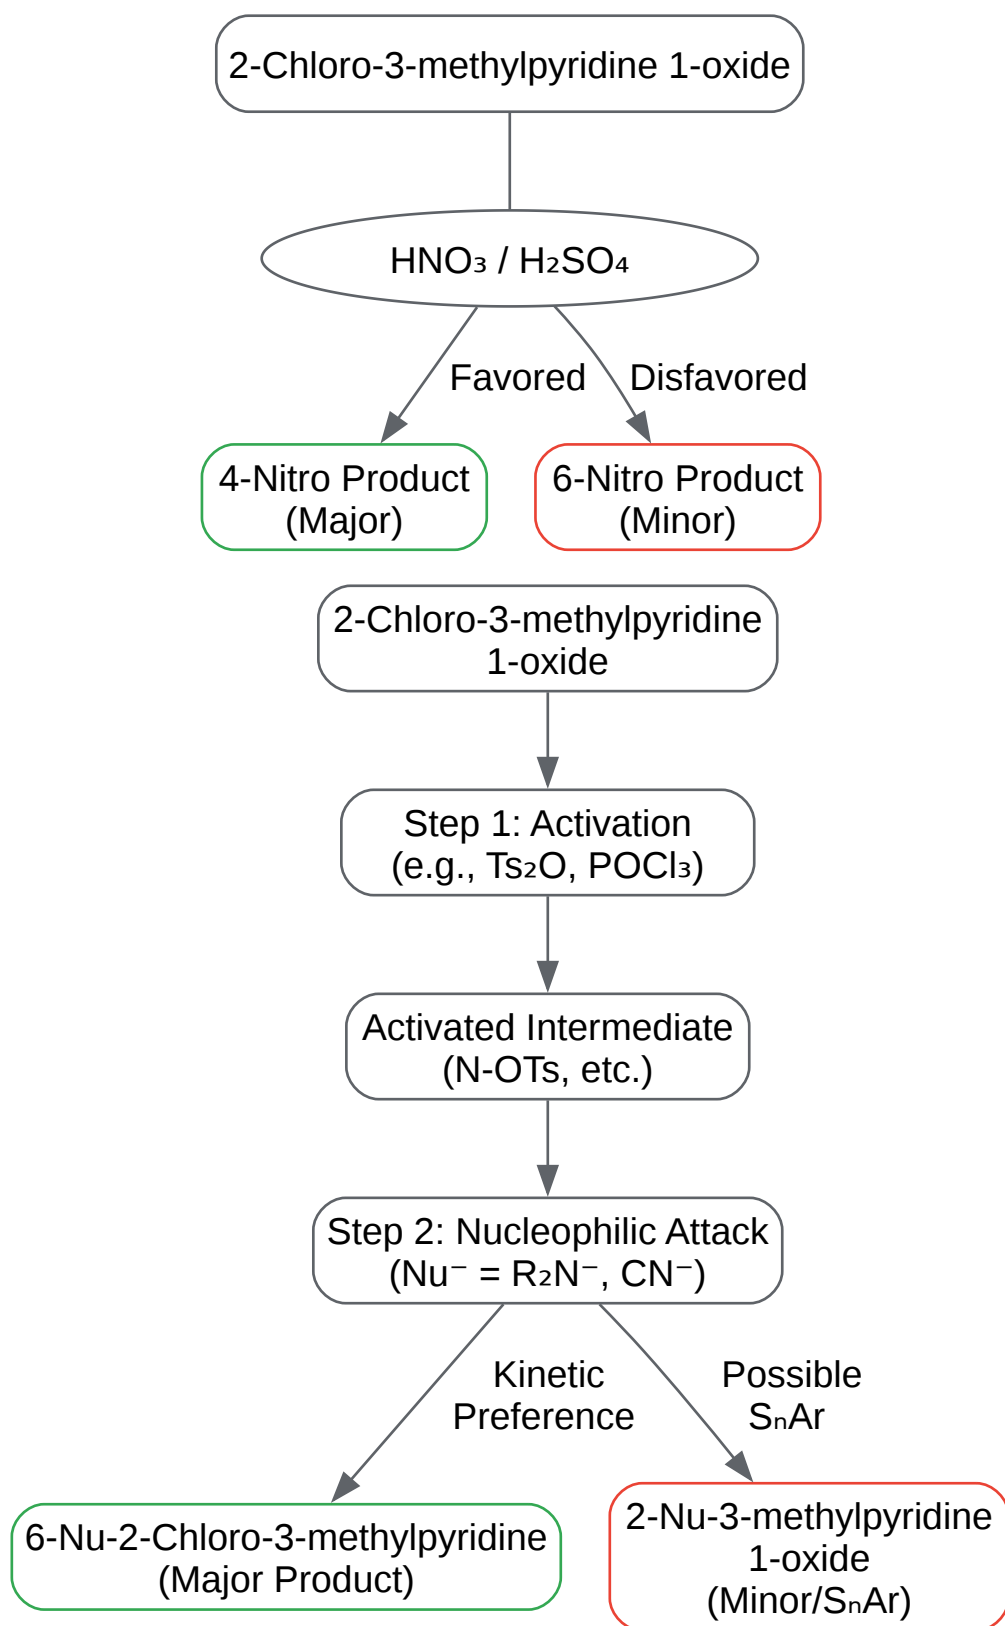 2-Chloro-3-methylpyridine 1-oxide
HNO₃ / H₂SO₄
Favored
Disfavored
4-Nitro Product
(Major)
6-Nitro Product
(Minor)
2-Chloro-3-methylpyridine
1-oxide
Step 1: Activation
(e.g., Ts₂O, POCl₃)
Activated Intermediate
(N-OTs, etc.)
Step 2: Nucleophilic Attack
(Nu⁻ = R₂N⁻, CN⁻)
Kinetic
Preference
Possible
SₙAr
6-Nu-2-Chloro-3-methylpyridine
(Major Product)
2-Nu-3-methylpyridine
1-oxide
(Minor/SₙAr)